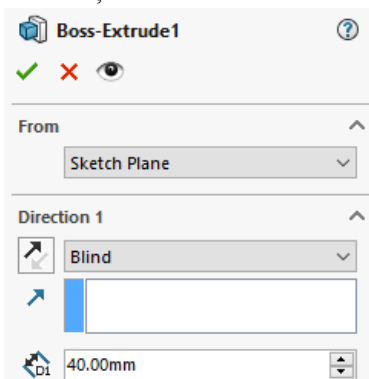 Boss-Extrude1
From
Sketch Plane
Direction 1
Blind
D1 40.00mm